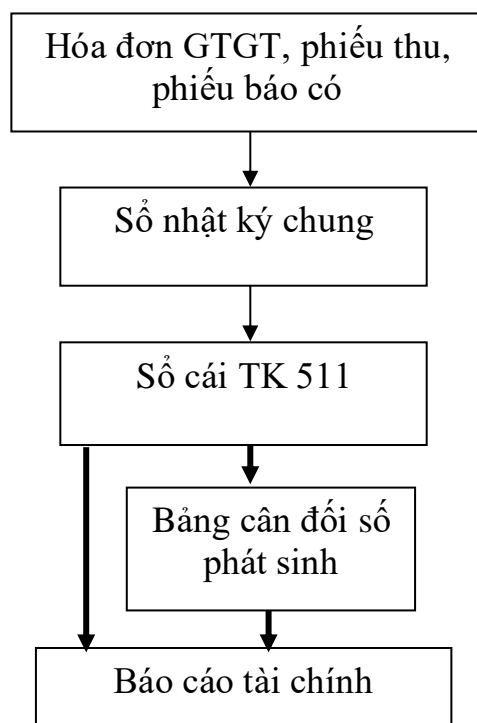 Hóa đơn GTGT, phiếu thu,
phiếu báo có
Sổ nhật ký chung
Sổ cái TK 511
Bảng cân đối số
phát sinh
Báo cáo tài chính